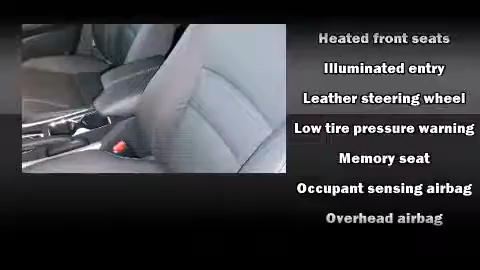 Heated front seats
Illuminated entry
Leather steering wheel
Low tire pressure warning
Memory seat
Occupant sensing airbag
Overhead airbag